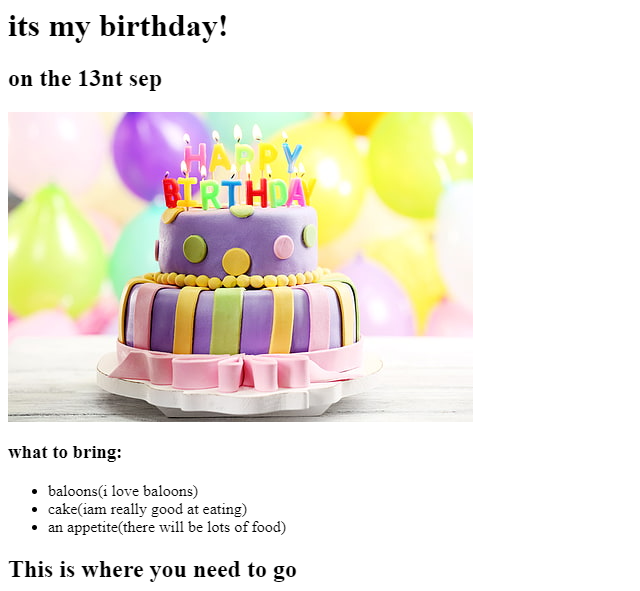 its my birthday!
on the 13nt sep
HAPPY
BIRTHDAY
what to bring:
baloons(i love baloons)
cake(iam really good at eating)
an appetite(there will be lots of food)
This is where you need to go